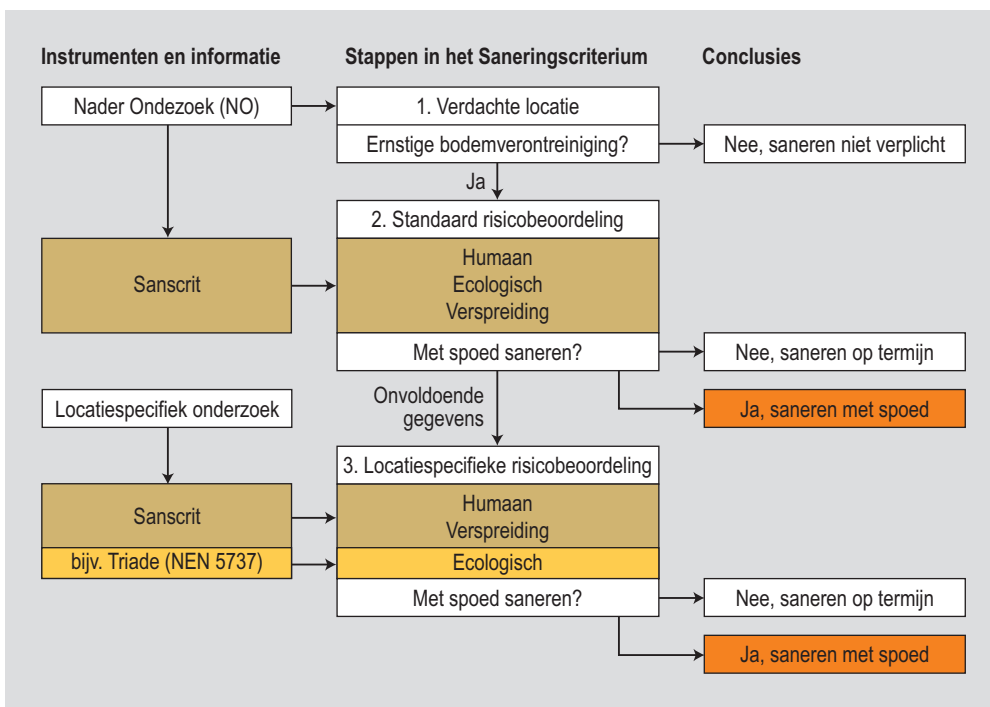 Instrumenten en informatie
Stappen in het Saneringscriterium
Conclusies
Nader Ondezoek (NO)
1. Verdachte locatie
Ernstige bodemverontreiniging?
Nee, saneren niet verplicht
Ja
2. Standaard risicobeoordeling
Sanscrit
Humaan
Ecologisch
Verspreiding
Met spoed saneren?
Nee, saneren op termijn
Ja, saneren met spoed
Onvoldoende
gegevens
Locatiespecifiek onderzoek
3. Locatiespecifieke risicobeoordeling
Sanscrit
Humaan
Verspreiding
bijv. Triade (NEN 5737)
Ecologisch
Met spoed saneren?
Nee, saneren op termijn
Ja, saneren met spoed